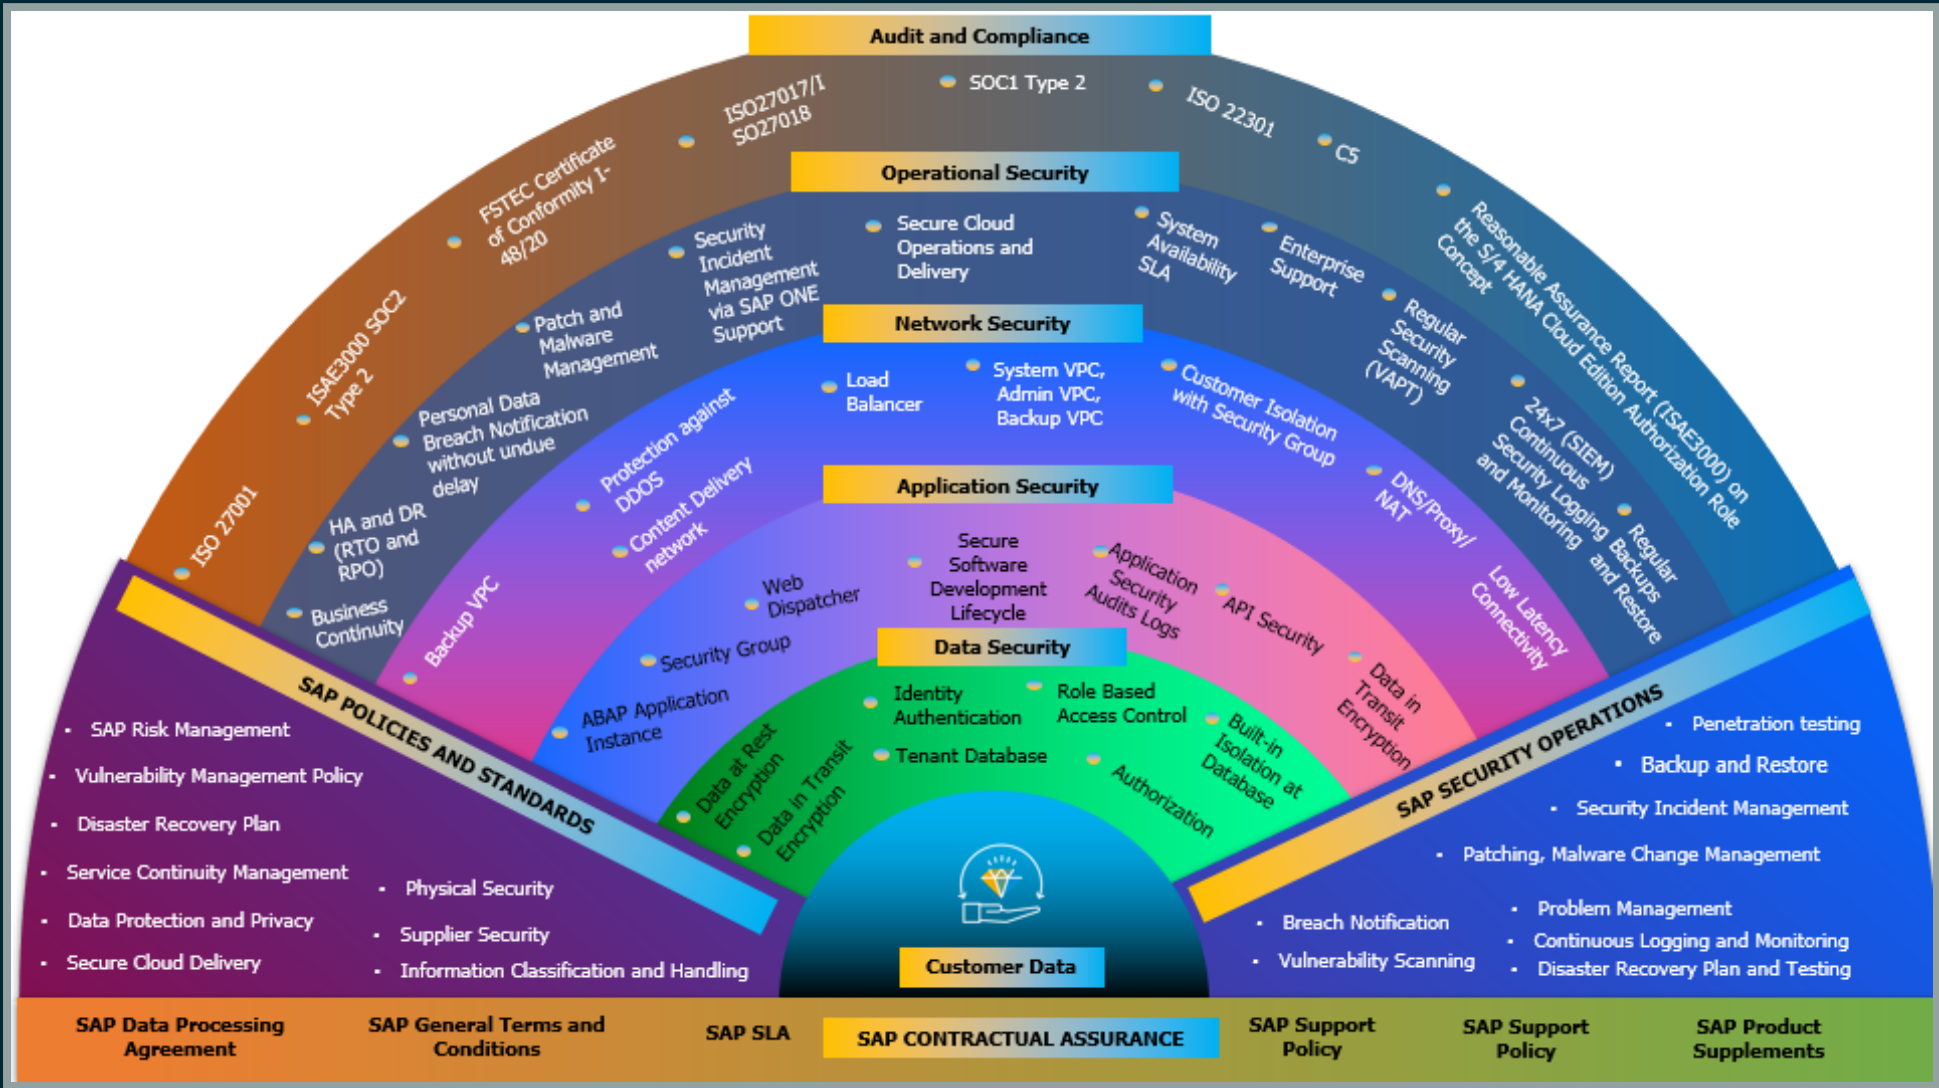 Audit and Compliance
ISO 27001
ISAE3000 SOC2
Type 2
FSTEC Certificate
of Conformity I-
48/20
ISO27017/I
SO27018
SOC1 Type 2
ISO 22301
C5
Reasonable Assurance Report (ISAE3000) on
the S/4 HANA Cloud Edition Authorization Role
Concept
Operational Security
Business
Continuity
HA and DR
(RTO and
RPO)
Personal Data
Breach Notification
without undue
delay
Patch and
Malware
Management
Security
Incident
Management
via SAP ONE
Support
Secure Cloud
Operations and
Delivery
System
Availability
SLA
Enterprise
Support
Regular
Security
Scanning
(VAPT)
24x7 (SIEM)
Continuous
Security Logging
and Monitoring
Regular
Backups
and Restore
Network Security
Backup VPC
Protection against
DDOS
Content Delivery
network
Load
Balancer
System VPC,
Admin VPC,
Backup VPC
Customer Isolation
with Security Group
DNS/Proxy/
NAT
Low Latency
Connectivity
Application Security
ABAP Application
Instance
Security Group
Web
Dispatcher
Secure
Software
Development
Lifecycle
Application
Security
Audits Logs
API Security
Data in
Transit
Encryption
Data Security
Data at Rest
Encryption
Data in Transit
Encryption
Identity
Authentication
Tenant Database
Role Based
Access Control
Authorization
Built-in
Isolation at
Database
Customer Data
SAP POLICIES AND STANDARDS
SAP Risk Management
Vulnerability Management Policy
Disaster Recovery Plan
Service Continuity Management
Data Protection and Privacy
Secure Cloud Delivery
Physical Security
Supplier Security
Information Classification and Handling
SAP SECURITY OPERATIONS
Penetration testing
Backup and Restore
Security Incident Management
Patching, Malware Change Management
Breach Notification
Vulnerability Scanning
Problem Management
Continuous Logging and Monitoring
Disaster Recovery Plan and Testing
SAP Data Processing
Agreement
SAP General Terms and
Conditions
SAP SLA
SAP CONTRACTUAL ASSURANCE
SAP Support
Policy
SAP Support
Policy
SAP Product
Supplements